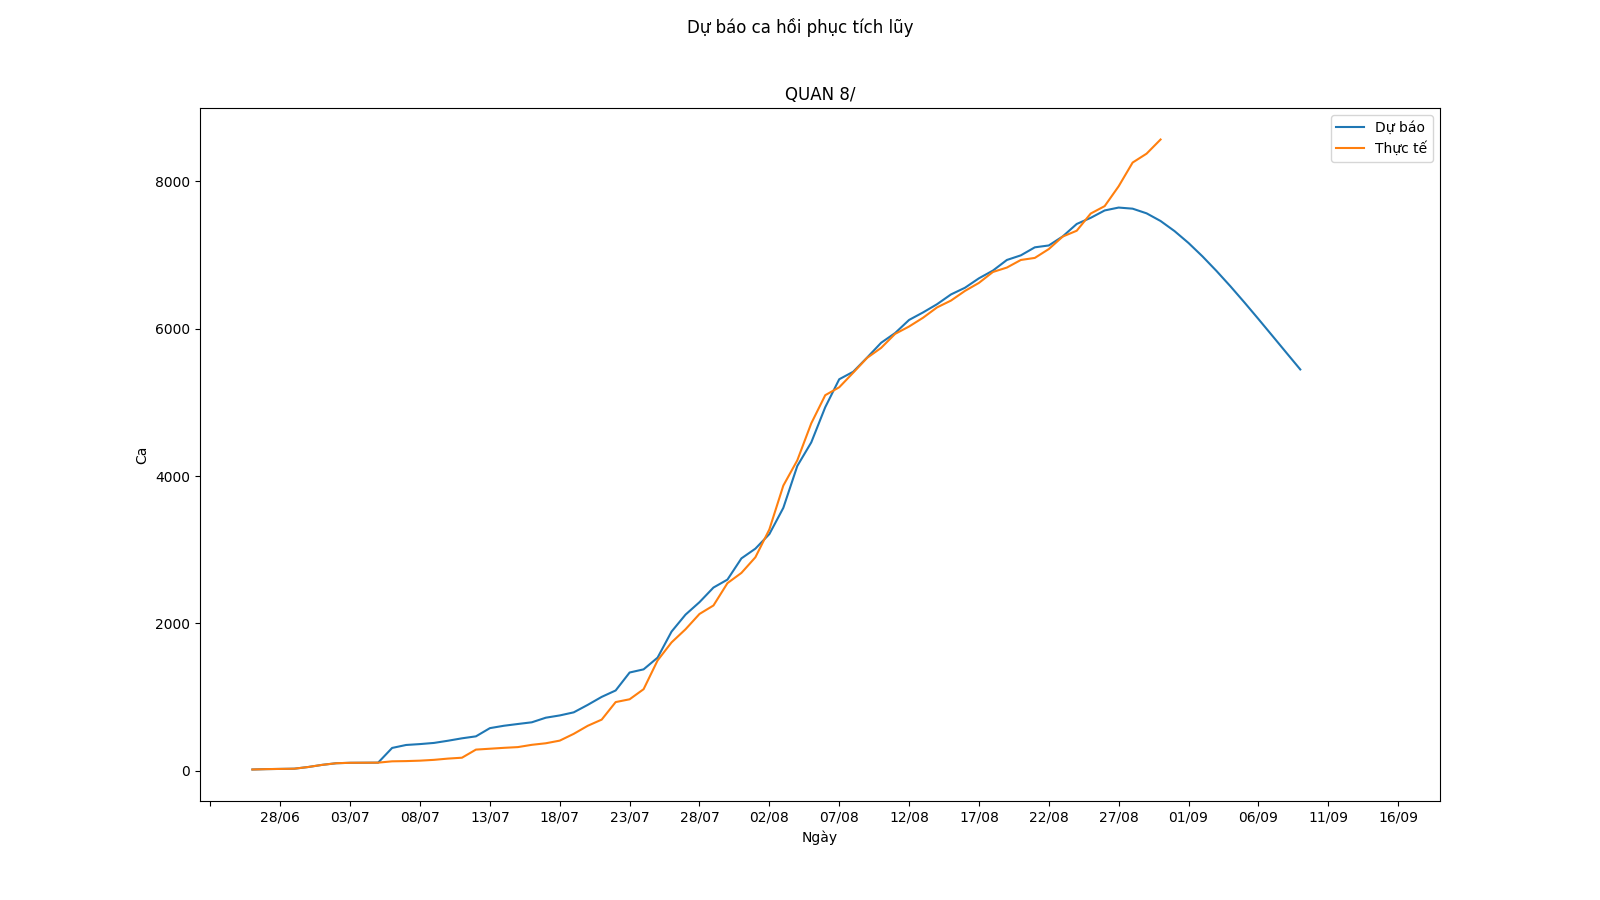 Dự báo ca hồi phục tích lũy
QUAN 8/
Dự báo
Thực tế
8000
6000
4000
2000
0
Ca
28/06 03/07 08/07 13/07 18/07 23/07 28/07 02/08 07/08 12/08 17/08 22/08 27/08 01/09 06/09 11/09 16/09
Ngày